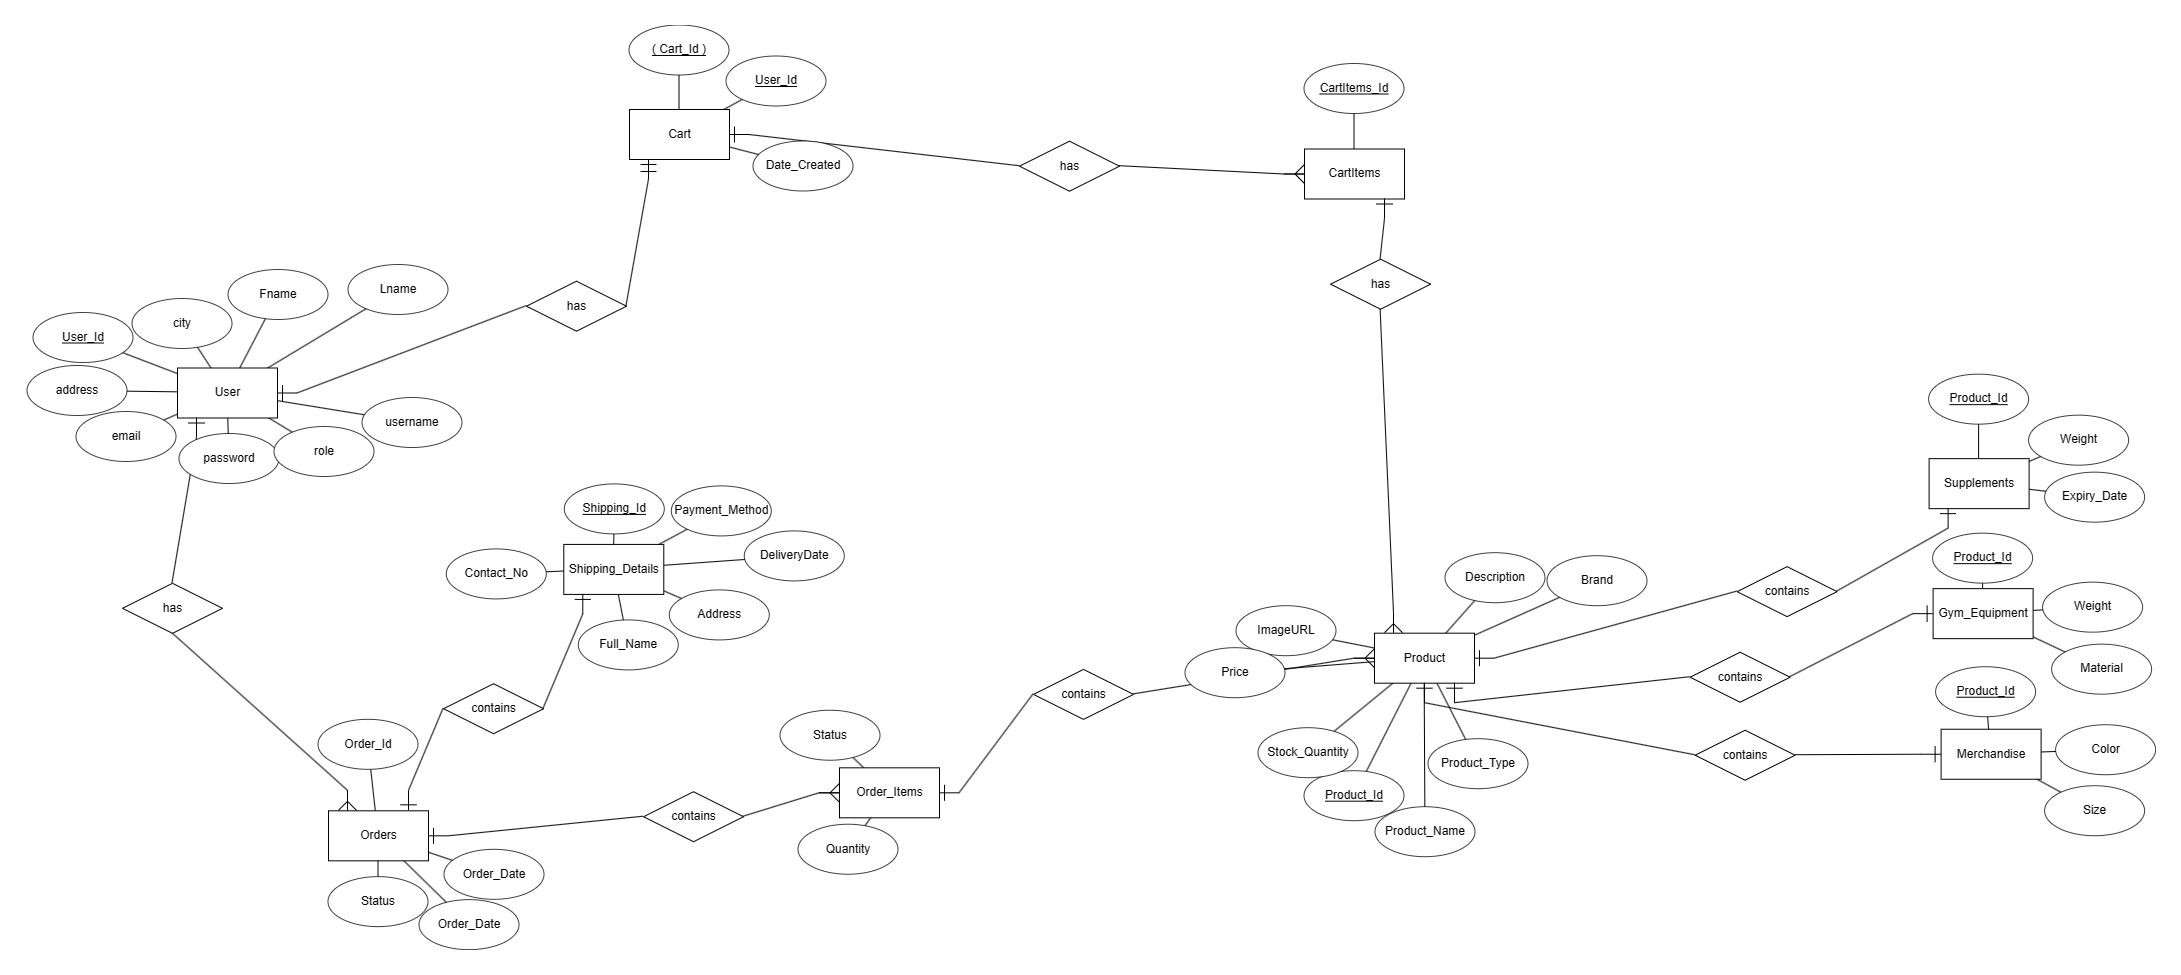 ( Cart_Id )
User_Id
CartItems_Id
Cart
Date_Created
has
CartItems
has
Fname
Lname
has
city
User_Id
address
User
username
email
password
role
Product_Id
Weight
Supplements
Expiry_Date
Shipping_Id
Payment_Method
Contact_No
Shipping_Details
DeliveryDate
Address
Full_Name
has
Description
Brand
contains
Product_Id
Weight
Gym_Equipment
Material
ImageURL
Price
Product
contains
contains
contains
Product_Id
Order_Id
Status
Stock_Quantity
Product_Type
contains
Merchandise
Color
Size
Order_Items
Product_Id
Product_Name
contains
Orders
Quantity
Order_Date
Status
Order_Date